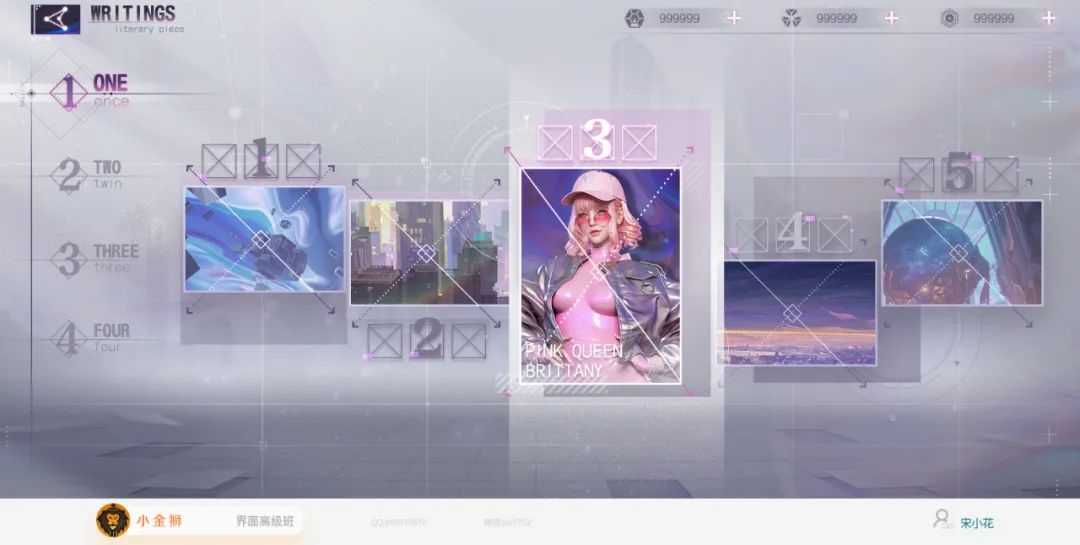 WRITINGS
literary piece
999999
999999
999999
1
ONE
once
2
TWO
twin
3
THREE
three
4
FOUR
1
2
3
PINK QUEEN
BRITTANY
4
5
小金狮
界面高级班
宋小花